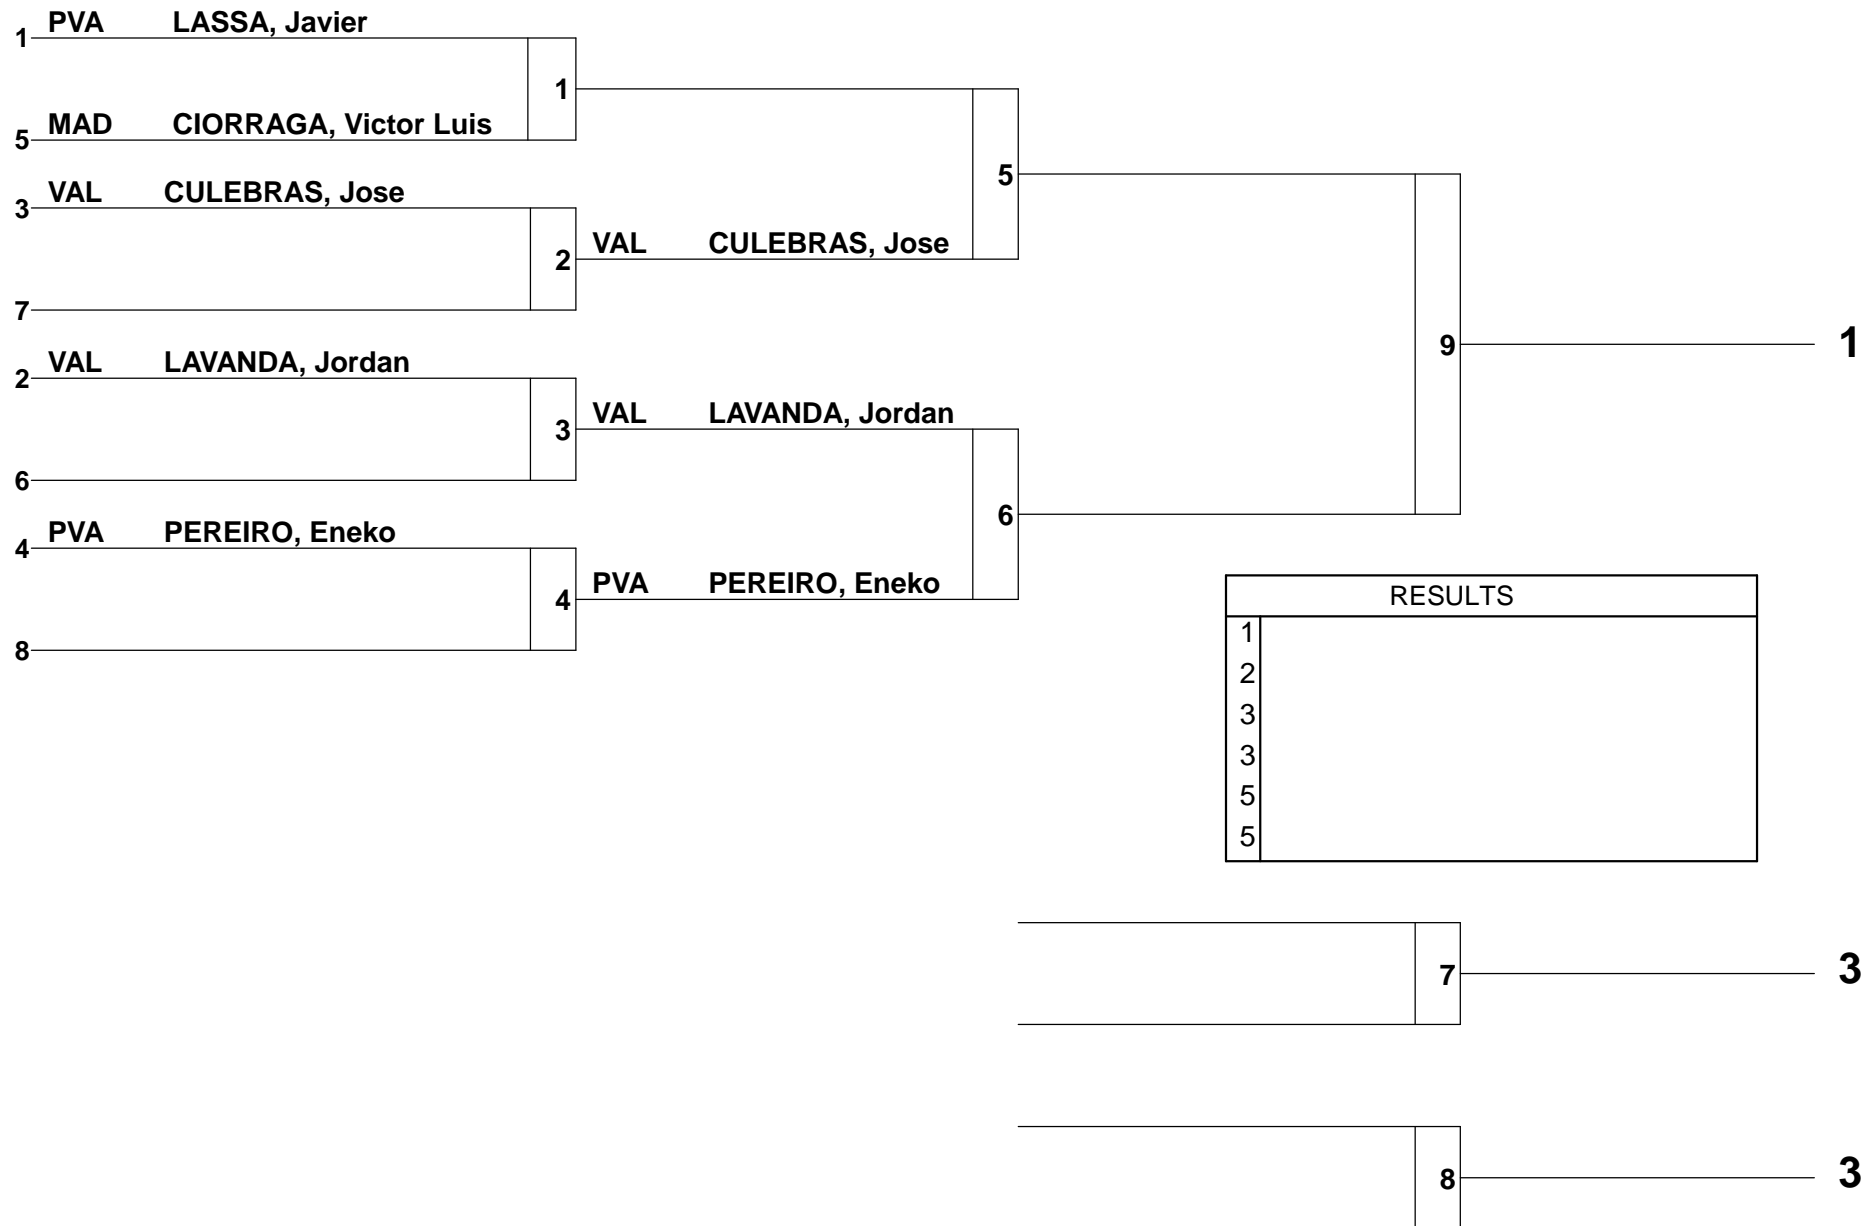 1 PVA LASSA, Javier
1
5 MAD CIORRAGA, Victor Luis
3 VAL CULEBRAS, Jose
5
2 VAL CULEBRAS, Jose
7
9 1
2 VAL LAVANDA, Jordan
3 VAL LAVANDA, Jordan
6
6
4 PVA PEREIRO, Eneko
4 PVA PEREIRO, Eneko
8
RESULTS
1
2
3
3
5
5
7 3
8 3